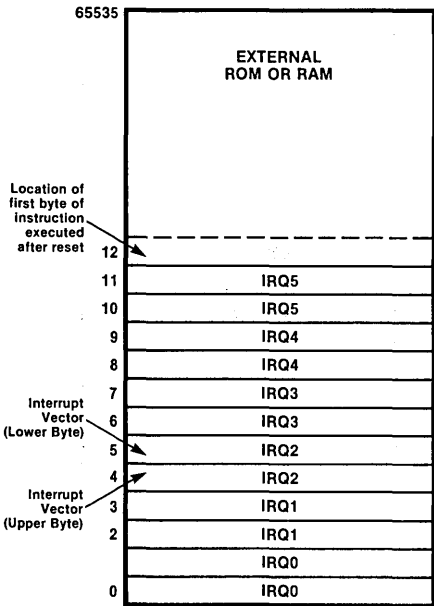 65535
EXTERNAL
ROM OR RAM
Location of
first byte of
instruction
executed
after reset
12
11 IRQ5
10 IRQ5
9 IRQ4
8 IRQ4
7 IRQ3
6 IRQ3
Interrupt
Vector
(Lower Byte)
5 IRQ2
4 IRQ2
Interrupt
Vector
(Upper Byte)
3 IRQ1
2 IRQ1
IRQ0
0 IRQ0